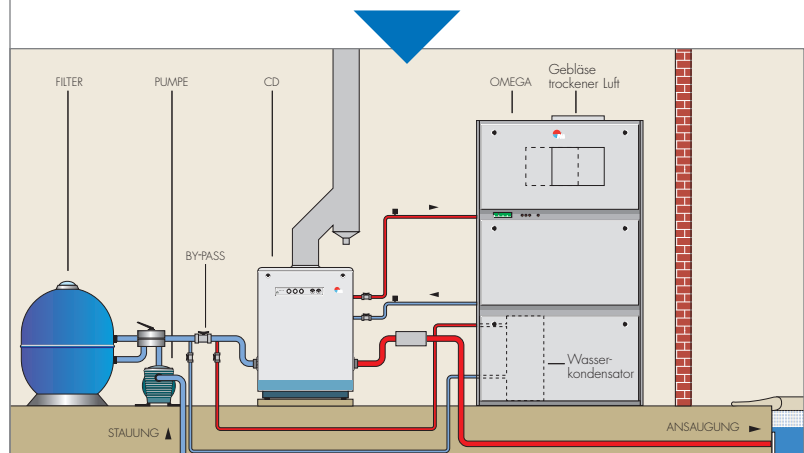 FILTER
PUMPE
CD
OMEGA
Gebläse
trockener Luft
BY-PASS
Wasser-
kondensator
STAUUNG
ANSAUGUNG